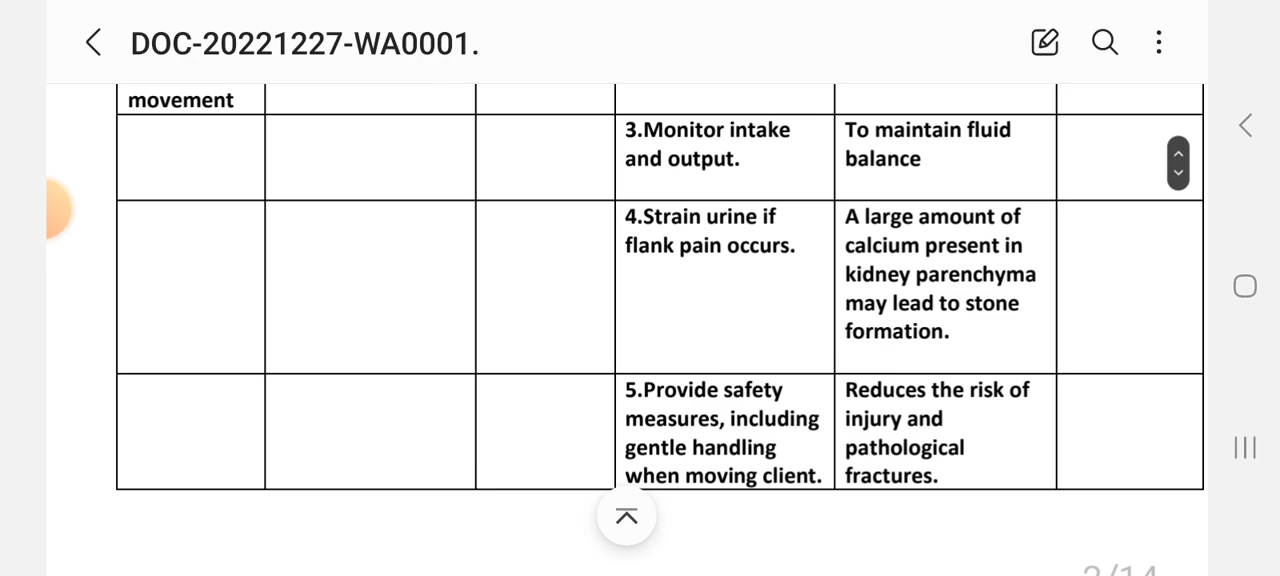 DOC-20221227-WA0001.
movement
3.Monitor intake
and output.
To maintain fluid
balance
4.Strain urine if
flank pain occurs.
A large amount of
calcium present in
kidney parenchyma
may lead to stone
formation.
5.Provide safety
measures, including
gentle handling
when moving client.
Reduces the risk of
injury and
pathological
fractures.